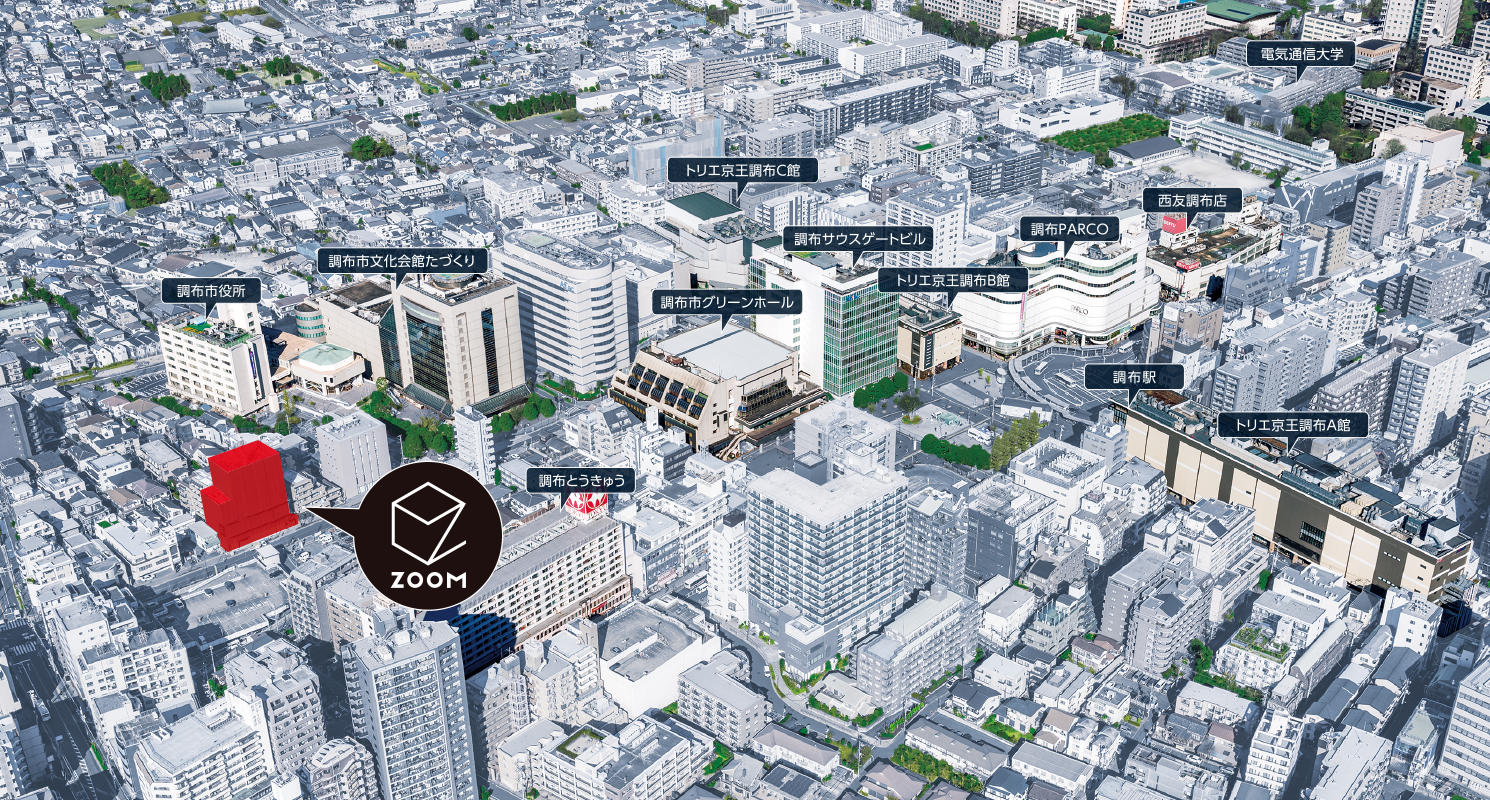 電気通信大学
トリエ京王調布C館
西友調布店
調布PARCO
調布サウスゲートビル
調布市文化会館たづくり
トリエ京王調布B館
調布市役所
調布市グリーンホール
PARCO
調布駅
トリエ京王調布A館
調布とうきゅう
ZOOM